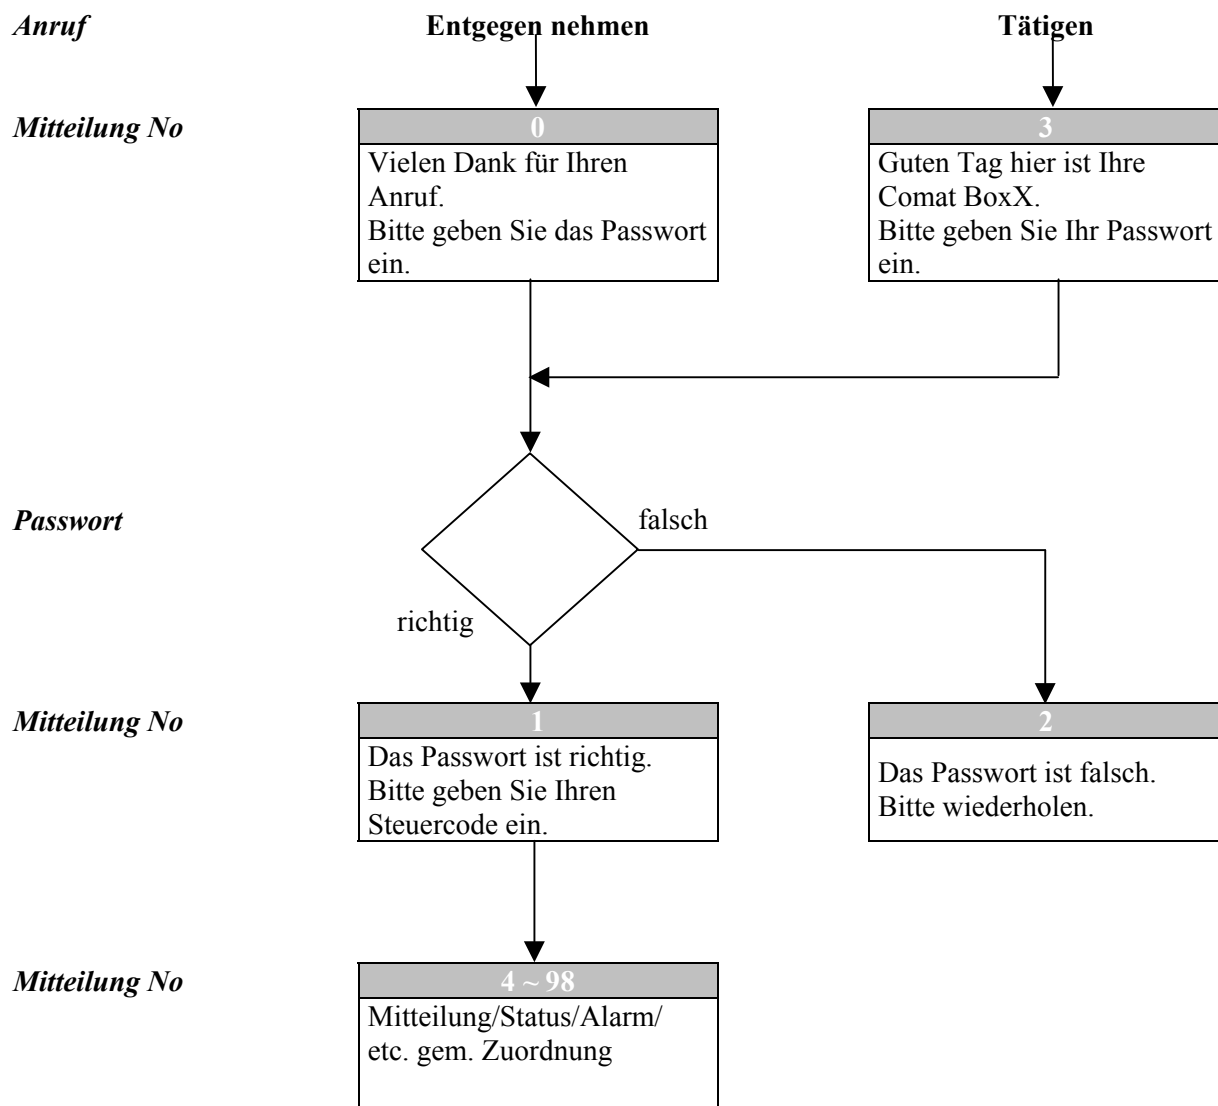 Anruf
Entgegen nehmen
Tätigen
Mitteilung No
0
Vielen Dank für Ihren
Anruf.
Bitte geben Sie das Passwort
ein.
3
Guten Tag hier ist Ihre
Comat BoxX.
Bitte geben Sie Ihr Passwort
ein.
Passwort
falsch
richtig
Mitteilung No
1
Das Passwort ist richtig.
Bitte geben Sie Ihren
Steuercode ein.
2
Das Passwort ist falsch.
Bitte wiederholen.
Mitteilung No
4 ~ 98
Mitteilung/Status/Alarm/
etc. gem. Zuordnung